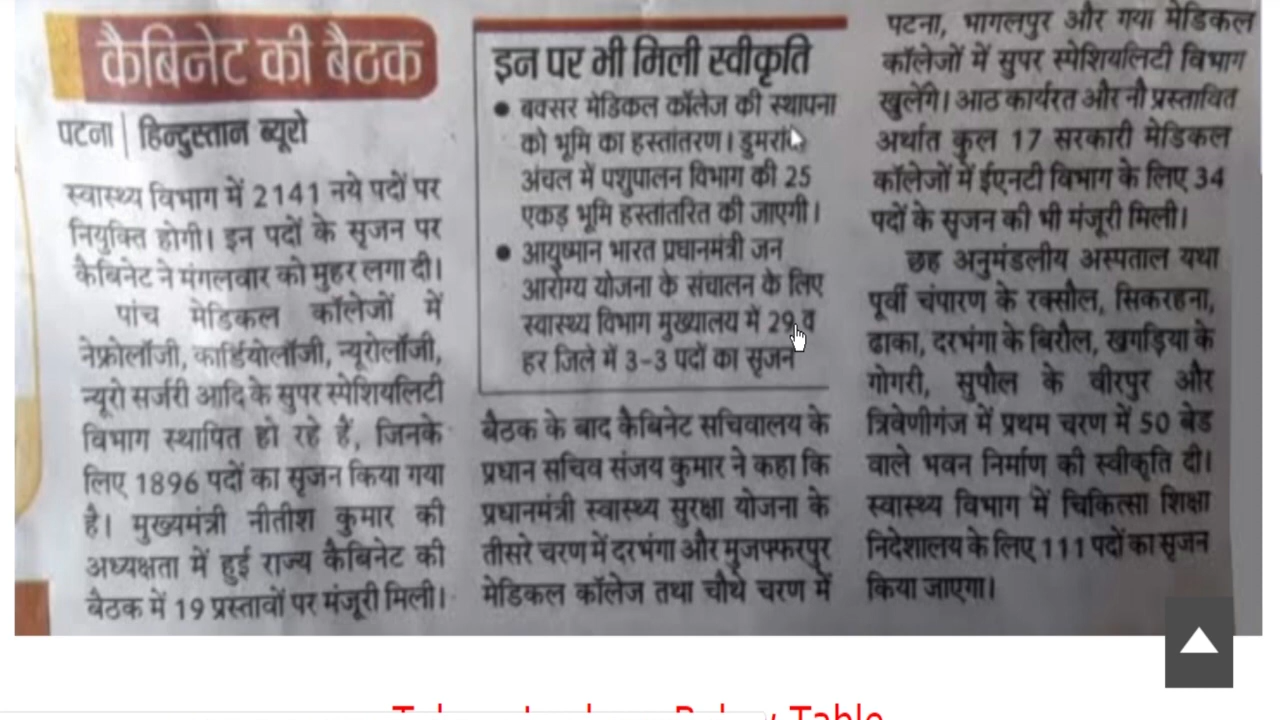 कैबिनेट की बैठक
पटना | हिन्दुस्तान ब्यूरो
स्वास्थ्य विभाग में 2141 नये पदों पर
नियुक्ति होगी। इन पदों के सृजन पर
कैबिनेट ने मंगलवार को मुहर लगा दी।
पांच मेडिकल कॉलेजों में
नेफ्रोलॉजी, कार्डियोलॉजी, न्यूरोलॉजी,
न्यूरो सर्जरी आदि के सुपर स्पेशियलिटी
विभाग स्थापित हो रहे हैं, जिनके
लिए 1896 पदों का सृजन किया गया
है। मुख्यमंत्री नीतीश कुमार की
अध्यक्षता में हुई राज्य कैबिनेट की
बैठक में 19 प्रस्तावों पर मंजूरी मिली।
इन पर भी मिली स्वीकृति
• बक्सर मेडिकल कॉलेज की स्थापना
को भूमि का हस्तांतरण। डुमरांव
अंचल में पशुपालन विभाग की 25
एकड़ भूमि हस्तांतरित की जाएगी।
• आयुष्मान भारत प्रधानमंत्री जन
आरोग्य योजना के संचालन के लिए
स्वास्थ्य विभाग मुख्यालय में 29 व
हर जिले में 3-3 पदों का सृजन
बैठक के बाद कैबिनेट सचिवालय के
प्रधान सचिव संजय कुमार ने कहा कि
प्रधानमंत्री स्वास्थ्य सुरक्षा योजना के
तीसरे चरण में दरभंगा और मुजफ्फरपुर
मेडिकल कॉलेज तथा चौथे चरण में
पटना, भागलपुर और गया मेडिकल
कॉलेजों में सुपर स्पेशियलिटी विभाग
खुलेंगे। आठ कार्यरत और नौ प्रस्तावित
अर्थात कुल 17 सरकारी मेडिकल
कॉलेजों में ईएनटी विभाग के लिए 34
पदों के सृजन की भी मंजूरी मिली।
छह अनुमंडलीय अस्पताल यथा
पूर्वी चंपारण के रक्सौल, सिकरहना,
ढाका, दरभंगा के बिरौल, खगड़िया के
गोगरी, सुपौल के वीरपुर और
त्रिवेणीगंज में प्रथम चरण में 50 बेड
वाले भवन निर्माण की स्वीकृति दी।
स्वास्थ्य विभाग में चिकित्सा शिक्षा
निदेशालय के लिए 111 पदों का सृजन
किया जाएगा।
Table